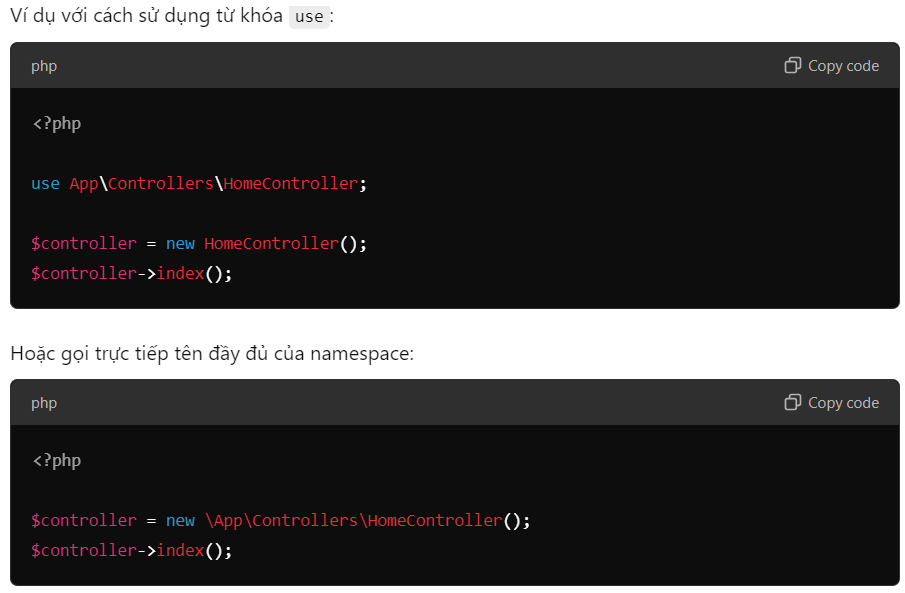 Ví dụ với cách sử dụng từ khóa use:
php
Copy code
<?php
use App\Controllers\HomeController;
$controller = new HomeController();
$controller->index();
Hoặc gọi trực tiếp tên đầy đủ của namespace:
php
Copy code
<?php
$controller = new \App\Controllers\HomeController();
$controller->index();